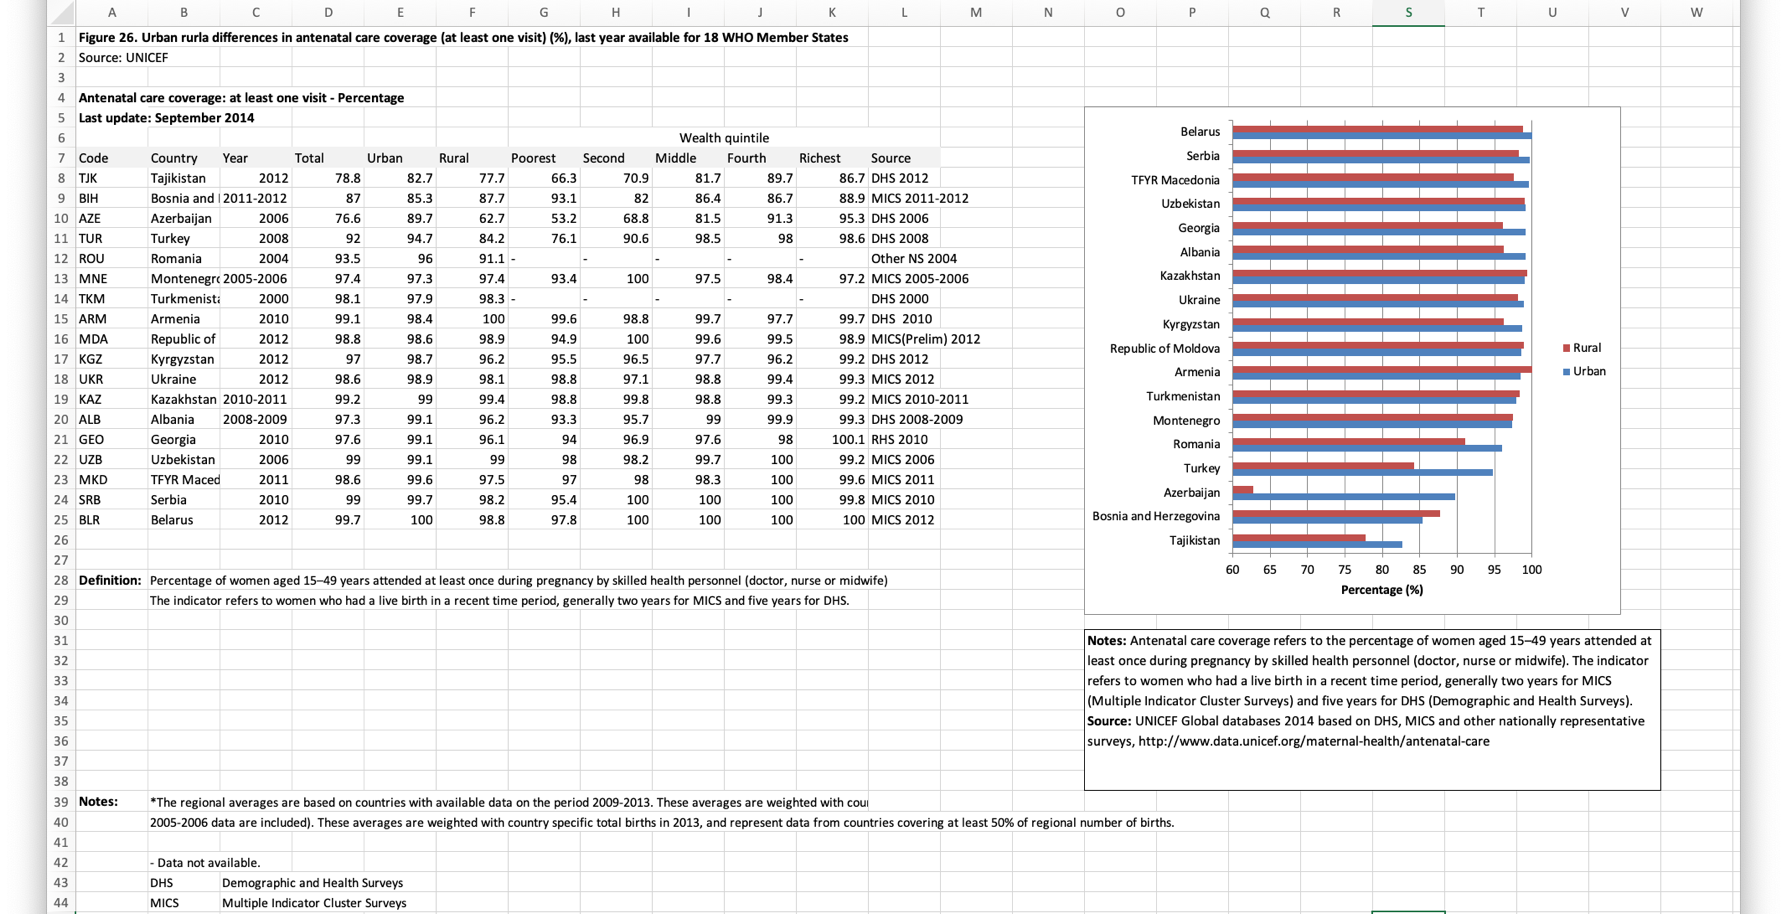 A B C D E F G H I J K L M N O P Q R S T U V W
1 Figure 26. Urban rurla differences in antenatal care coverage (at least one visit) (%), last year available for 18 WHO Member States
2 Source: UNICEF
3
4 Antenatal care coverage: at least one visit - Percentage
5 Last update: September 2014
6 Wealth quintile
7 Code Country Year Total Urban Rural Poorest Second Middle Fourth Richest Source
8 TJK Tajikistan 2012 78.8 82.7 77.7 66.3 70.9 81.7 89.7 86.7 DHS 2012
9 BIH Bosnia and 2011-2012 87 85.3 87.7 93.1 82 86.4 86.7 88.9 MICS 2011-2012
10 AZE Azerbaijan 2006 76.6 89.7 62.7 53.2 68.8 81.5 91.3 95.3 DHS 2006
11 TUR Turkey 2008 92 94.7 84.2 76.1 90.6 98.5 98 98.6 DHS 2008
12 ROU Romania 2004 93.5 96 91.1 - - - - - Other NS 2004
13 MNE Montenegro 2005-2006 97.4 97.3 97.4 93.4 100 97.5 98.4 97.2 MICS 2005-2006
14 TKM Turkmenista 2000 98.1 97.9 98.3 - - - - - DHS 2000
15 ARM Armenia 2010 99.1 98.4 100 99.6 98.8 99.7 97.7 99.7 DHS 2010
16 MDA Republic of 2012 98.8 98.6 98.9 94.9 100 99.6 99.5 98.9 MICS(Prelim) 2012
17 KGZ Kyrgyzstan 2012 97 98.7 96.2 95.5 96.5 97.7 96.2 99.2 DHS 2012
18 UKR Ukraine 2012 98.6 98.9 98.1 98.8 97.1 98.8 99.4 99.3 MICS 2012
19 KAZ Kazakhstan 2010-2011 99.2 99 99.4 98.8 99.8 98.8 99.3 99.2 MICS 2010-2011
20 ALB Albania 2008-2009 97.3 99.1 96.2 93.3 95.7 99 99.9 99.3 DHS 2008-2009
21 GEO Georgia 2010 97.6 99.1 96.1 94 96.9 97.6 98 100.1 RHS 2010
22 UZB Uzbekistan 2006 99 99.1 99 98 98.2 99.7 100 99.2 MICS 2006
23 MKD TFYR Maced 2011 98.6 99.6 97.5 97 98 98.3 100 99.6 MICS 2011
24 SRB Serbia 2010 99 99.7 98.2 95.4 100 100 100 99.8 MICS 2010
25 BLR Belarus 2012 99.7 100 98.8 97.8 100 100 100 100 MICS 2012
26
27
28 Definition: Percentage of women aged 15–49 years attended at least once during pregnancy by skilled health personnel (doctor, nurse or midwife)
29 The indicator refers to women who had a live birth in a recent time period, generally two years for MICS and five years for DHS.
30
31
32
33
34
35
36
37
38
39 Notes: *The regional averages are based on countries with available data on the period 2009-2013. These averages are weighted with cou
40 2005-2006 data are included). These averages are weighted with country specific total births in 2013, and represent data from countries covering at least 50% of regional number of births.
41
42 - Data not available.
43 DHS Demographic and Health Surveys
44 MICS Multiple Indicator Cluster Surveys
Belarus
Serbia
TFYR Macedonia
Uzbekistan
Georgia
Albania
Kazakhstan
Ukraine
Kyrgyzstan
Republic of Moldova
Armenia
Turkmenistan
Montenegro
Romania
Turkey
Azerbaijan
Bosnia and Herzegovina
Tajikistan
60 65 70 75 80 85 90 95 100
Percentage (%)
Rural
Urban
Notes: Antenatal care coverage refers to the percentage of women aged 15–49 years attended at
least once during pregnancy by skilled health personnel (doctor, nurse or midwife). The indicator
refers to women who had a live birth in a recent time period, generally two years for MICS
(Multiple Indicator Cluster Surveys) and five years for DHS (Demographic and Health Surveys).
Source: UNICEF Global databases 2014 based on DHS, MICS and other nationally representative
surveys, http://www.data.unicef.org/maternal-health/antenatal-care